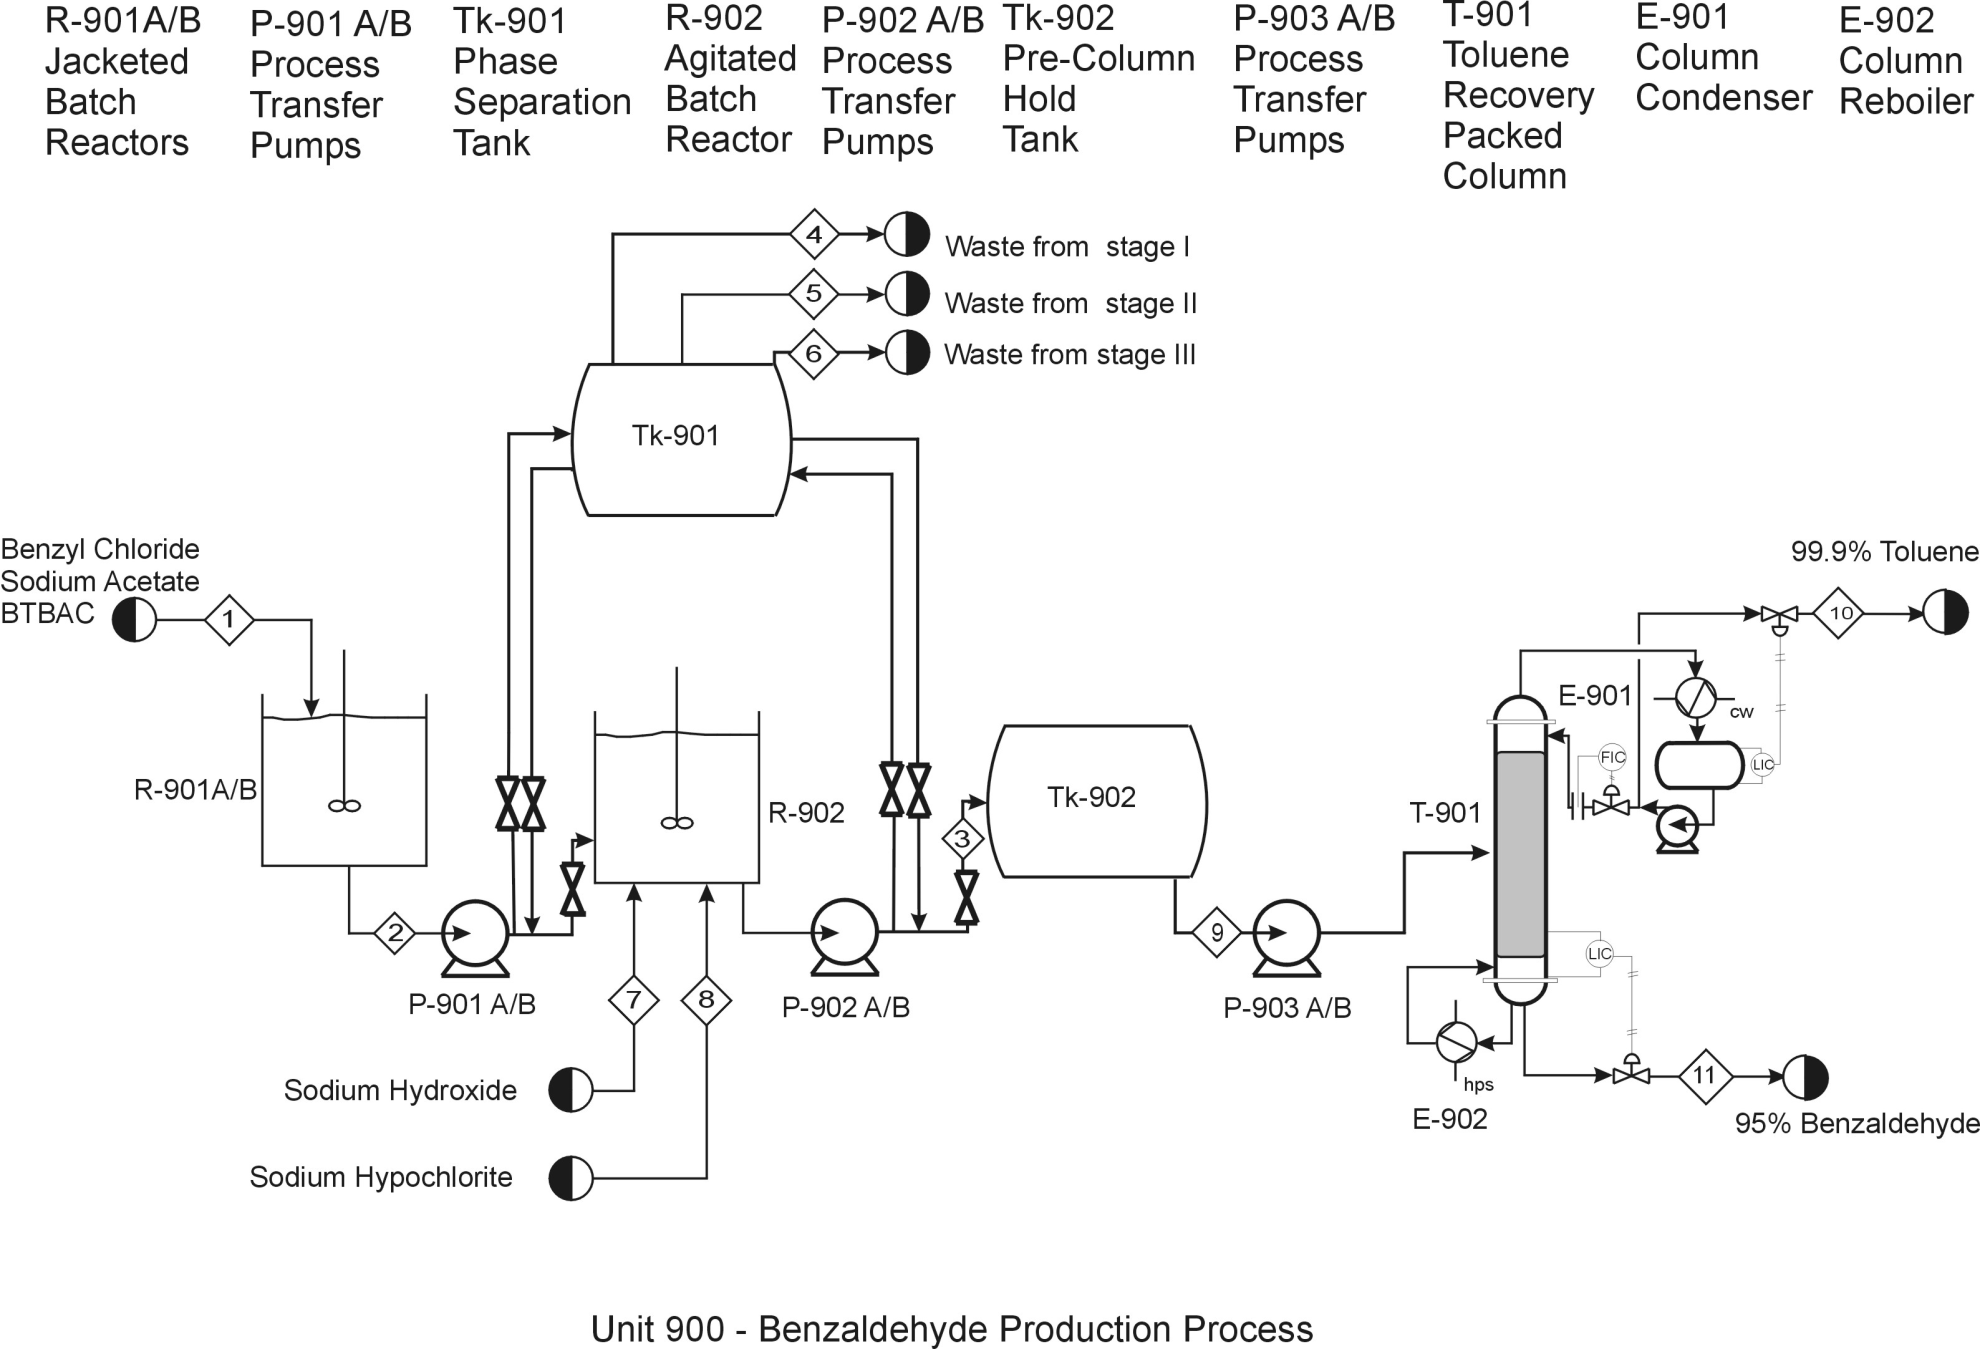 R-901A/B
Jacketed
Batch
Reactors
P-901 A/B
Process
Transfer
Pumps
Tk-901
Phase
Separation
Tank
R-902
Agitated
Batch
Reactor
P-902 A/B
Process
Transfer
Pumps
Tk-902
Pre-Column
Hold
Tank
P-903 A/B
Process
Transfer
Pumps
T-901
Toluene
Recovery
Packed
Column
E-901
Column
Condenser
E-902
Column
Reboiler
4
Waste from stage I
5
Waste from stage II
6
Waste from stage III
Tk-901
Benzyl Chloride
Sodium Acetate
BTBAC
1
R-901A/B
2
P-901 A/B
R-902
7
8
Sodium Hydroxide
Sodium Hypochlorite
P-902 A/B
3
Tk-902
9
P-903 A/B
T-901
99.9% Toluene
10
E-901
cw
FIC
LIC
LIC
hps
E-902
11
95% Benzaldehyde
Unit 900 - Benzaldehyde Production Process